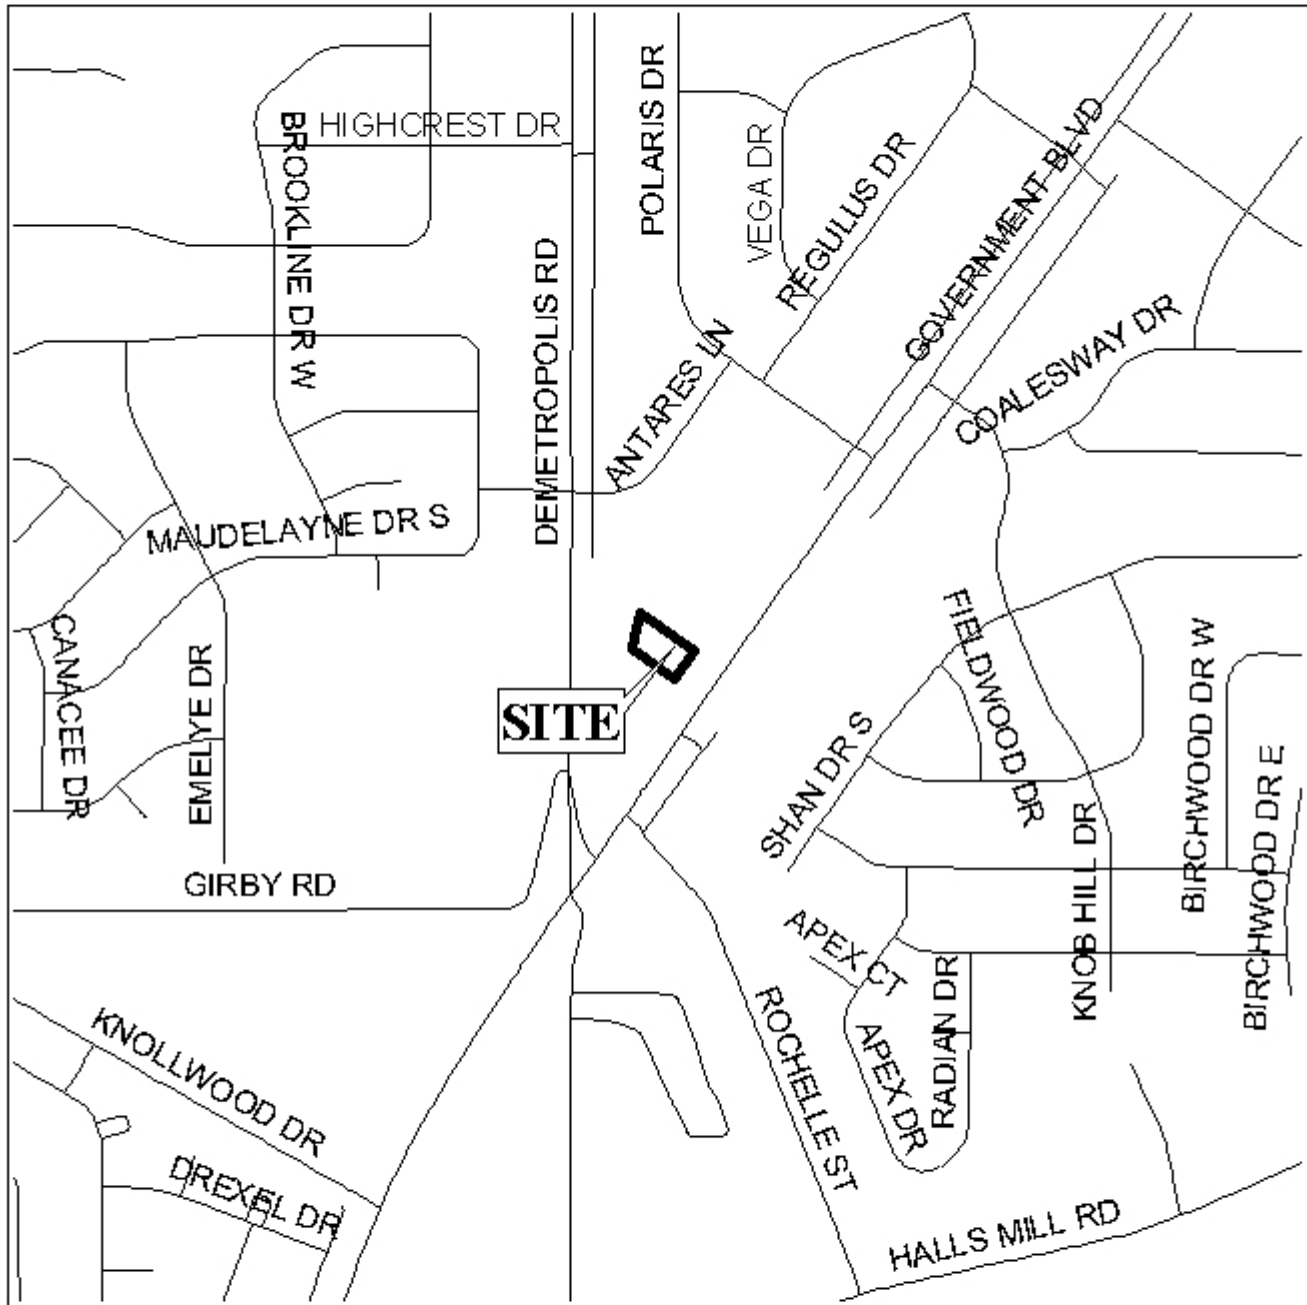 HIGHCREST DR
BROOKLINE DR W
POLARIS DR
VEGA DR
REGULUS DR
GOVERNMENT BLVD
DEMETROPOLIS RD
ANTARES LN
COALESWAY DR
MAUDELAYNE DR S
CANACEE DR
EMELYE DR
SITE
FIELDWOOD DR
SHAN DR S
BIRCHWOOD DR W
BIRCHWOOD DR E
KNOB HILL DR
GIRBY RD
APEX CT
RADIAN DR
APEX DR
ROCHELLE ST
KNOLLWOOD DR
DREXEL DR
HALLS MILL RD